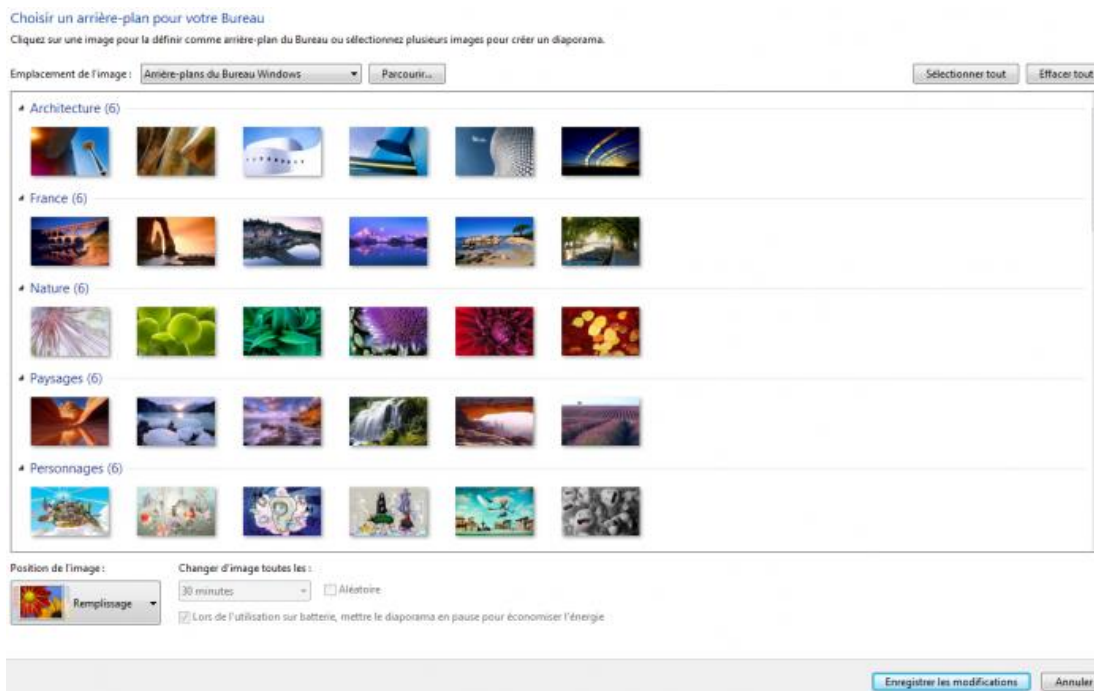 Choisir un arrière-plan pour votre Bureau
Cliquez sur une image pour la définir comme arrière-plan du Bureau ou sélectionnez plusieurs images pour créer un diaporama.
Emplacement de l'image : Arrière-plans du Bureau Windows Parcourir... Sélectionner tout Effacer tout
Architecture (6)
France (6)
Nature (6)
Paysages (6)
Personnages (6)
Position de l'image : Changer d'image toutes les :
Remplissage 30 minutes Aléatoire
Lors de l'utilisation sur batterie, mettre le diaporama en pause pour économiser l'énergie
Enregistrer les modifications Annuler